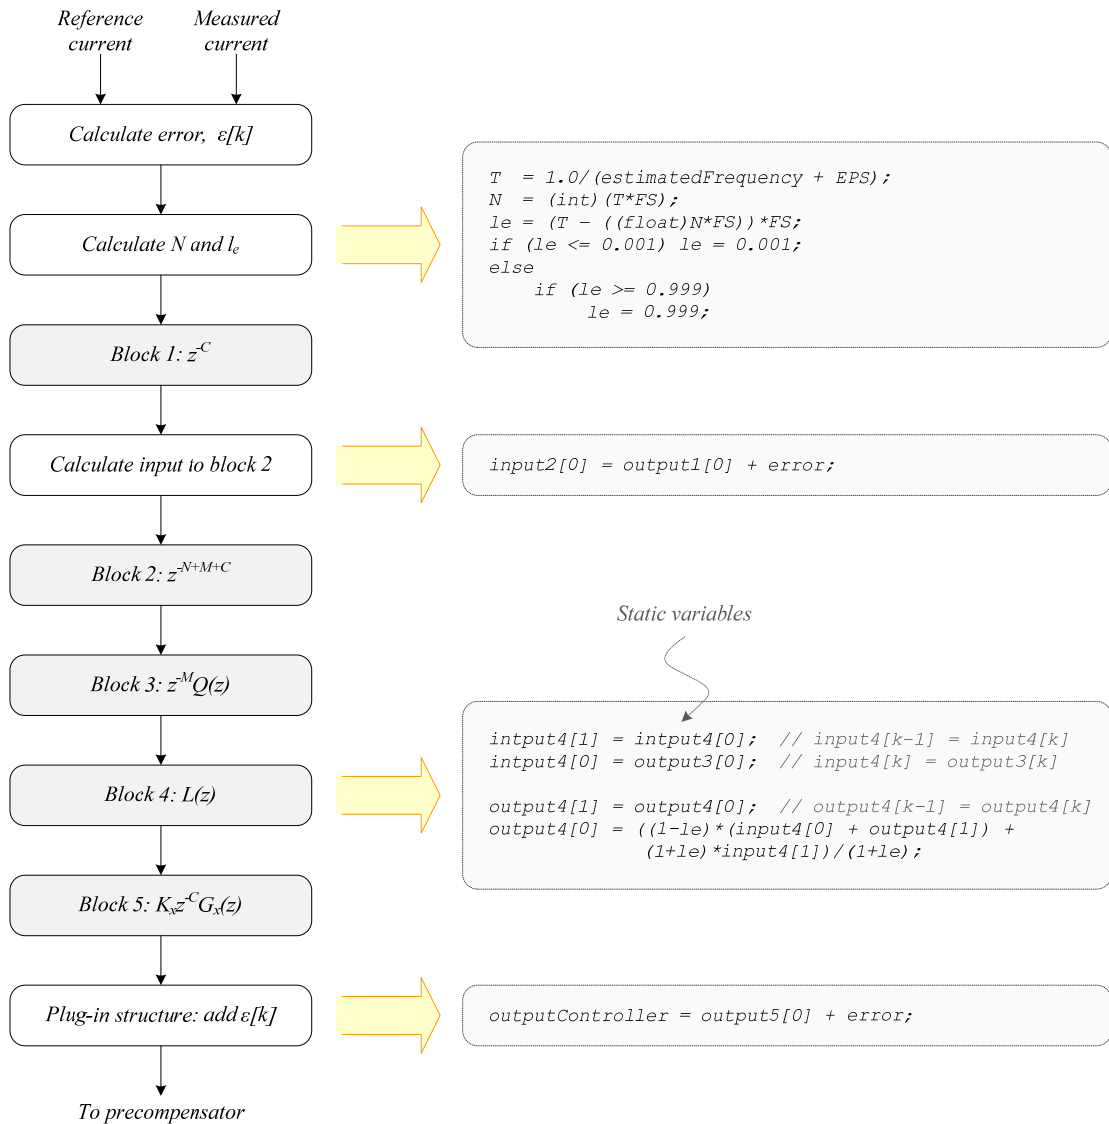 Reference
current
Measured
current
Calculate error, ε[k]
Calculate N and lₑ
T = 1.0/(estimatedFrequency + EPS);
N = (int)(T*FS);
le = (T – ((float)N*FS))*FS;
if (le <= 0.001) le = 0.001;
else
if (le >= 0.999)
le = 0.999;
Block 1: z^-C
Calculate input to block 2
input2[0] = output1[0] + error;
Block 2: z^-N+M+C
Static variables
Block 3: z^-M Q(z)
intput4[1] = intput4[0]; // input4[k-1] = input4[k]
intput4[0] = output3[0]; // input4[k] = output3[k]
Block 4: L(z)
output4[1] = output4[0]; // output4[k-1] = output4[k]
output4[0] = ((1-le)*(input4[0] + output4[1]) +
(1+le)*input4[1])/(1+le);
Block 5: Kₓz^-C Gₓ(z)
Plug-in structure: add ε[k]
outputController = output5[0] + error;
To precompensator